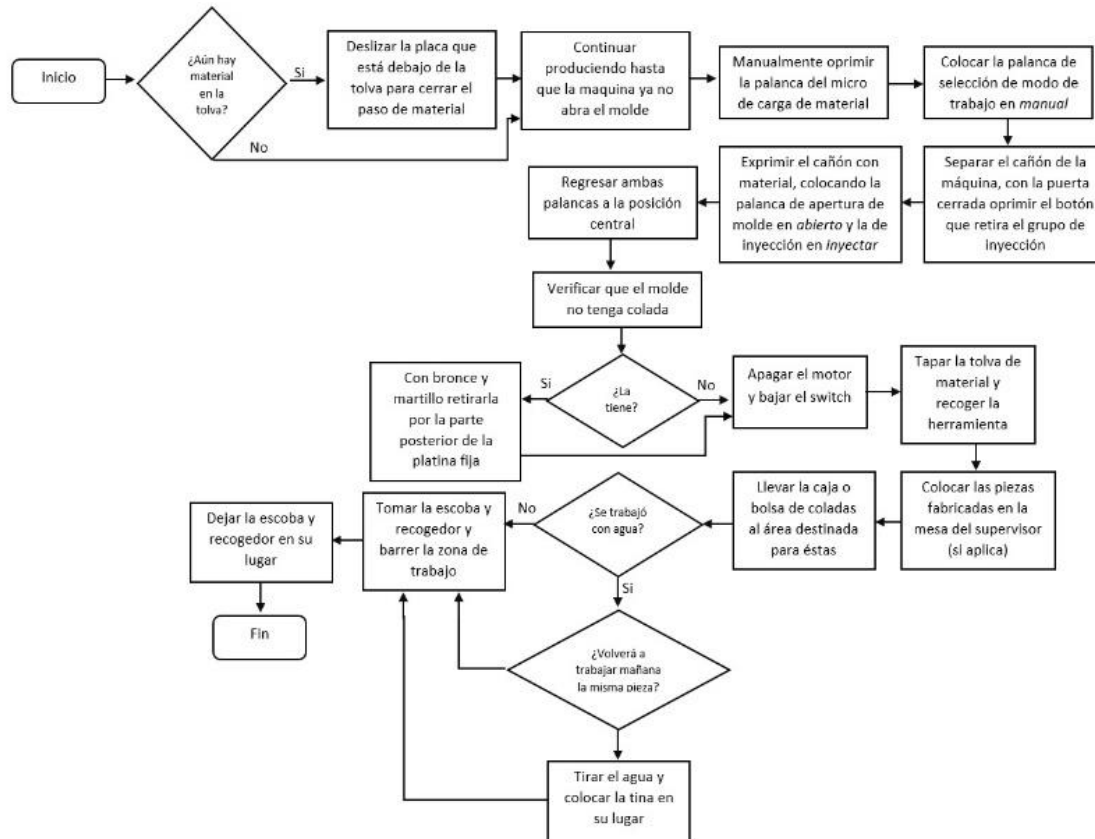 Inicio
¿Aún hay
material
en la
tolva?
Si
No
Deslizar la placa que
está debajo de la
tolva para cerrar el
paso de material
Continuar
produciendo hasta
que la maquina ya no
abra el molde
Manualmente oprimir
la palanca del micro
de carga de material
Colocar la palanca de
selección de modo de
trabajo en manual
Separar el cañón de la
máquina, con la puerta
cerrada oprimir el botón
que retira el grupo de
inyección
Exprimir el cañón con
material, colocando la
palanca de apertura de
molde en abierto y la de
inyección en inyectar
Regresar ambas
palancas a la posición
central
Verificar que el molde
no tenga colada
¿La
tiene?
Si
No
Con bronce y
martillo retirarla
por la parte
posterior de la
platina fija
Apagar el motor
y bajar el switch
Tapar la tolva de
material y
recoger la
herramienta
Colocar las piezas
fabricadas en la
mesa del supervisor
(si aplica)
Llevar la caja o
bolsa de coladas
al área destinada
para éstas
¿Se trabajó
con agua?
No
Si
Tomar la escoba y
recogedor y
barrer la zona de
trabajo
Dejar la escoba y
recogedor en su
lugar
Fin
¿Volverá a
trabajar mañana
la misma pieza?
Tirar el agua y
colocar la tina en
su lugar